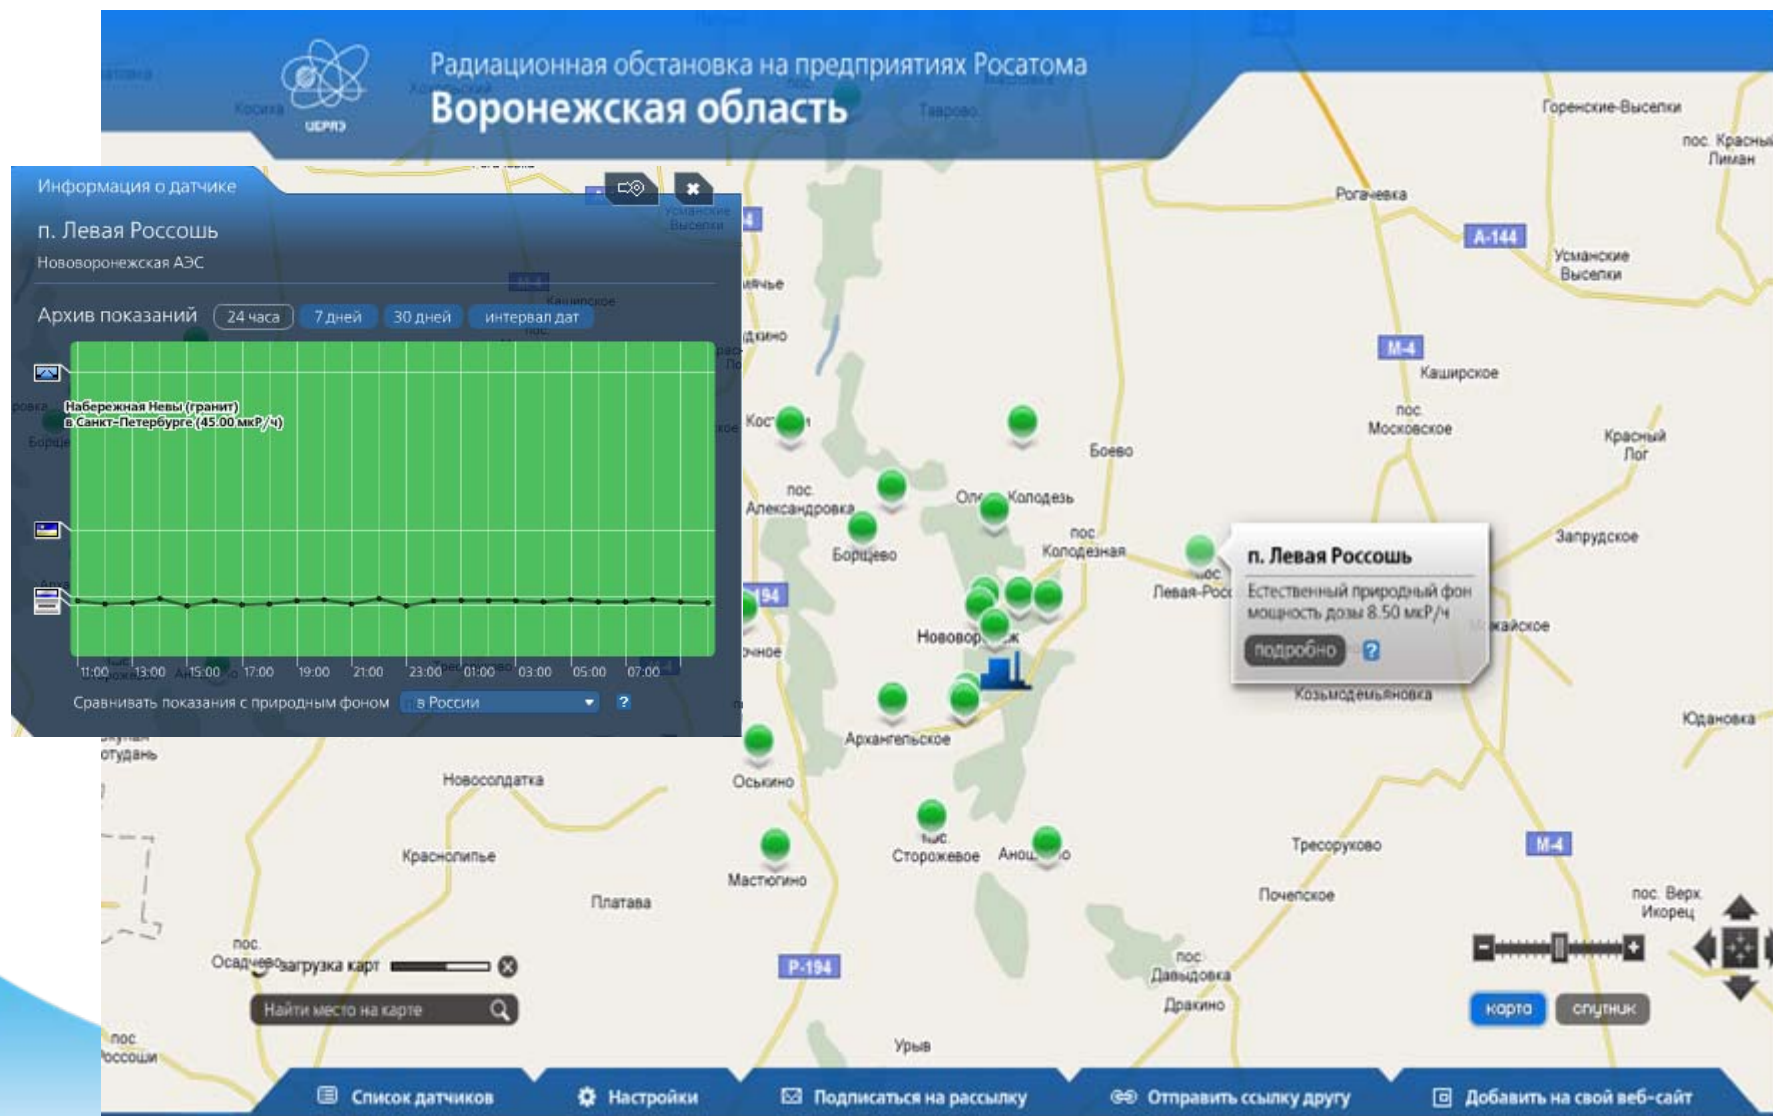 Радиационная обстановка на предприятиях Росатома
Воронежская область
ЦЕРЯЭ
Косиха
Таврово
Горенские-Выселки
пос. Красный
Лиман
Рогачевка
А-144
Усманские
Выселки
М-4
Каширское
пос.
Московское
Красный
Лог
Боево
Информация о датчике
п. Левая Россошь
Нововоронежская АЭС
Архив показаний
24 часа
7 дней
30 дней
интервал дат
Набережная Невы (гранит)
в Санкт-Петербурге (45.00 мкР/ч)
11:00
13:00
15:00
17:00
19:00
21:00
23:00
01:00
03:00
05:00
07:00
Сравнивать показания с природным фоном
в России
?
пос.
Александровка
Колодезь
Борщево
пос.
Колодезная
Запрудское
п. Левая Россошь
Естественный природный фон
мощность дозы 8.50 мкР/ч
подробно
?
194
Архангельское
Козьмодемьяновка
Юдановка
Новосолдатка
Оськино
Краснолипье
Сторожевое
Мастюгино
Платава
Тресоруково
М-4
Почепское
пос. Верх.
Икорец
пос.
Осадчево
загрузка карт
Р-194
пос.
Давыдовка
Дракино
Найти место на карте
карта
спутник
Урыв
пос.
Список датчиков
Настройки
Подписаться на рассылку
Отправить ссылку другу
Добавить на свой веб-сайт